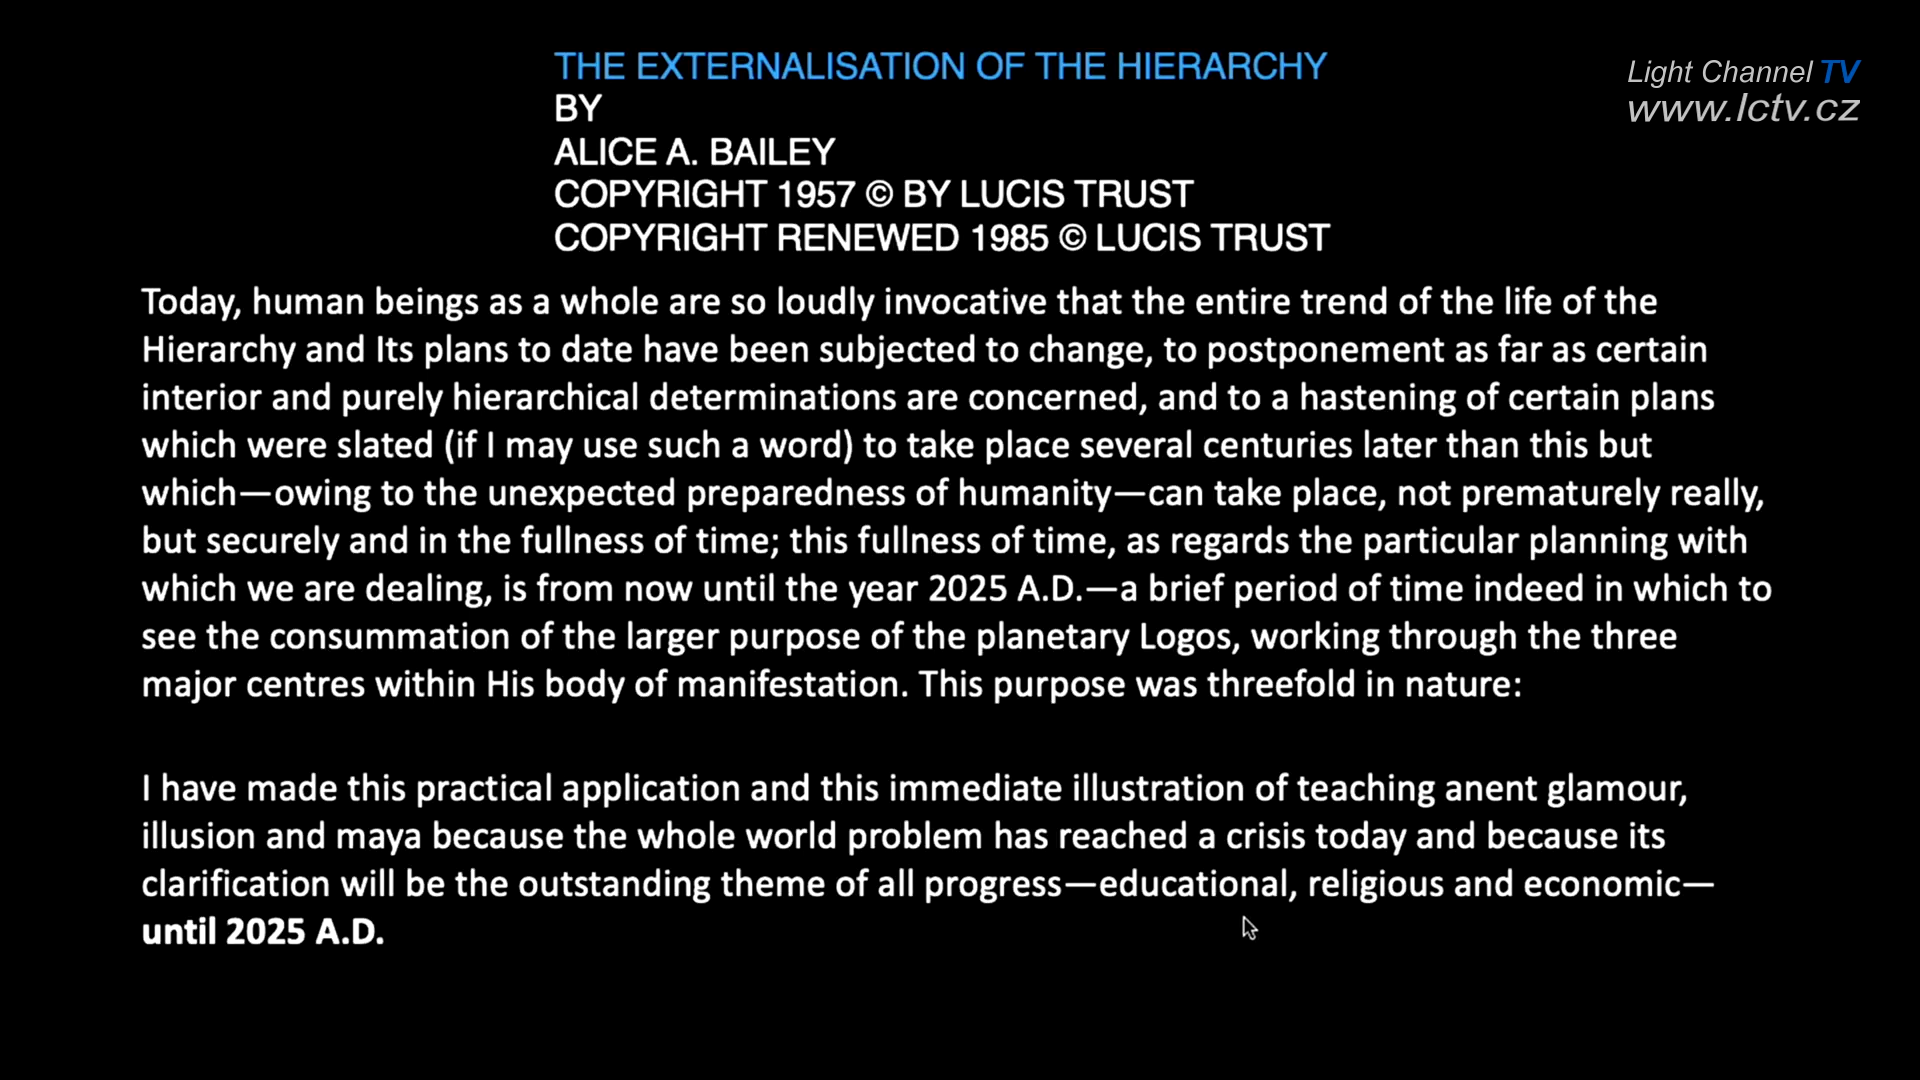 THE EXTERNALISATION OF THE HIERARCHY
BY
ALICE A. BAILEY
COPYRIGHT 1957 © BY LUCIS TRUST
COPYRIGHT RENEWED 1985 © LUCIS TRUST
Light Channel TV
www.lctv.cz
Today, human beings as a whole are so loudly invocative that the entire trend of the life of the
Hierarchy and Its plans to date have been subjected to change, to postponement as far as certain
interior and purely hierarchical determinations are concerned, and to a hastening of certain plans
which were slated (if I may use such a word) to take place several centuries later than this but
which—owing to the unexpected preparedness of humanity—can take place, not prematurely really,
but securely and in the fullness of time; this fullness of time, as regards the particular planning with
which we are dealing, is from now until the year 2025 A.D.—a brief period of time indeed in which to
see the consummation of the larger purpose of the planetary Logos, working through the three
major centres within His body of manifestation. This purpose was threefold in nature:
I have made this practical application and this immediate illustration of teaching anent glamour,
illusion and maya because the whole world problem has reached a crisis today and because its
clarification will be the outstanding theme of all progress—educational, religious and economic—
until 2025 A.D.